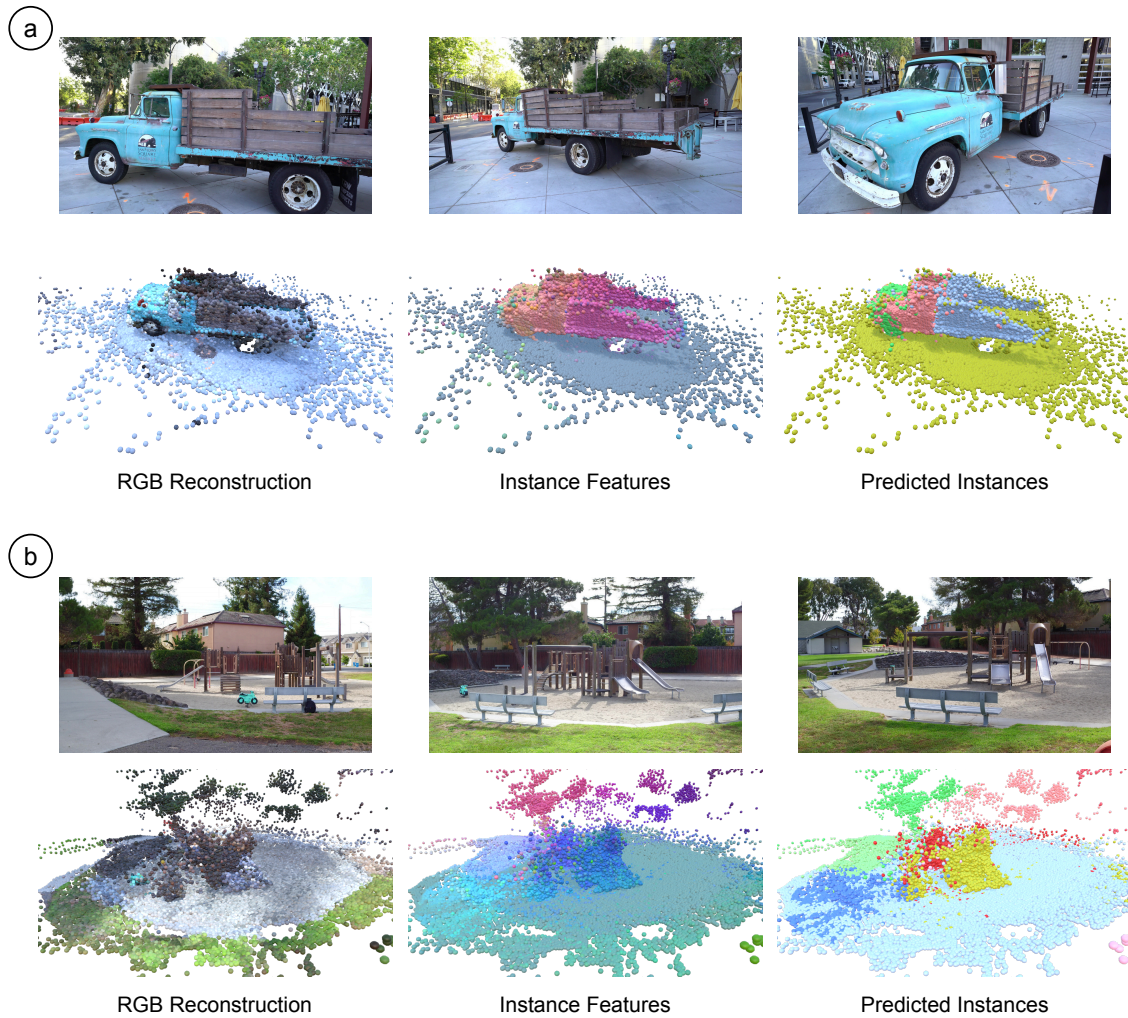 a
RGB Reconstruction
Instance Features
Predicted Instances
b
RGB Reconstruction
Instance Features
Predicted Instances